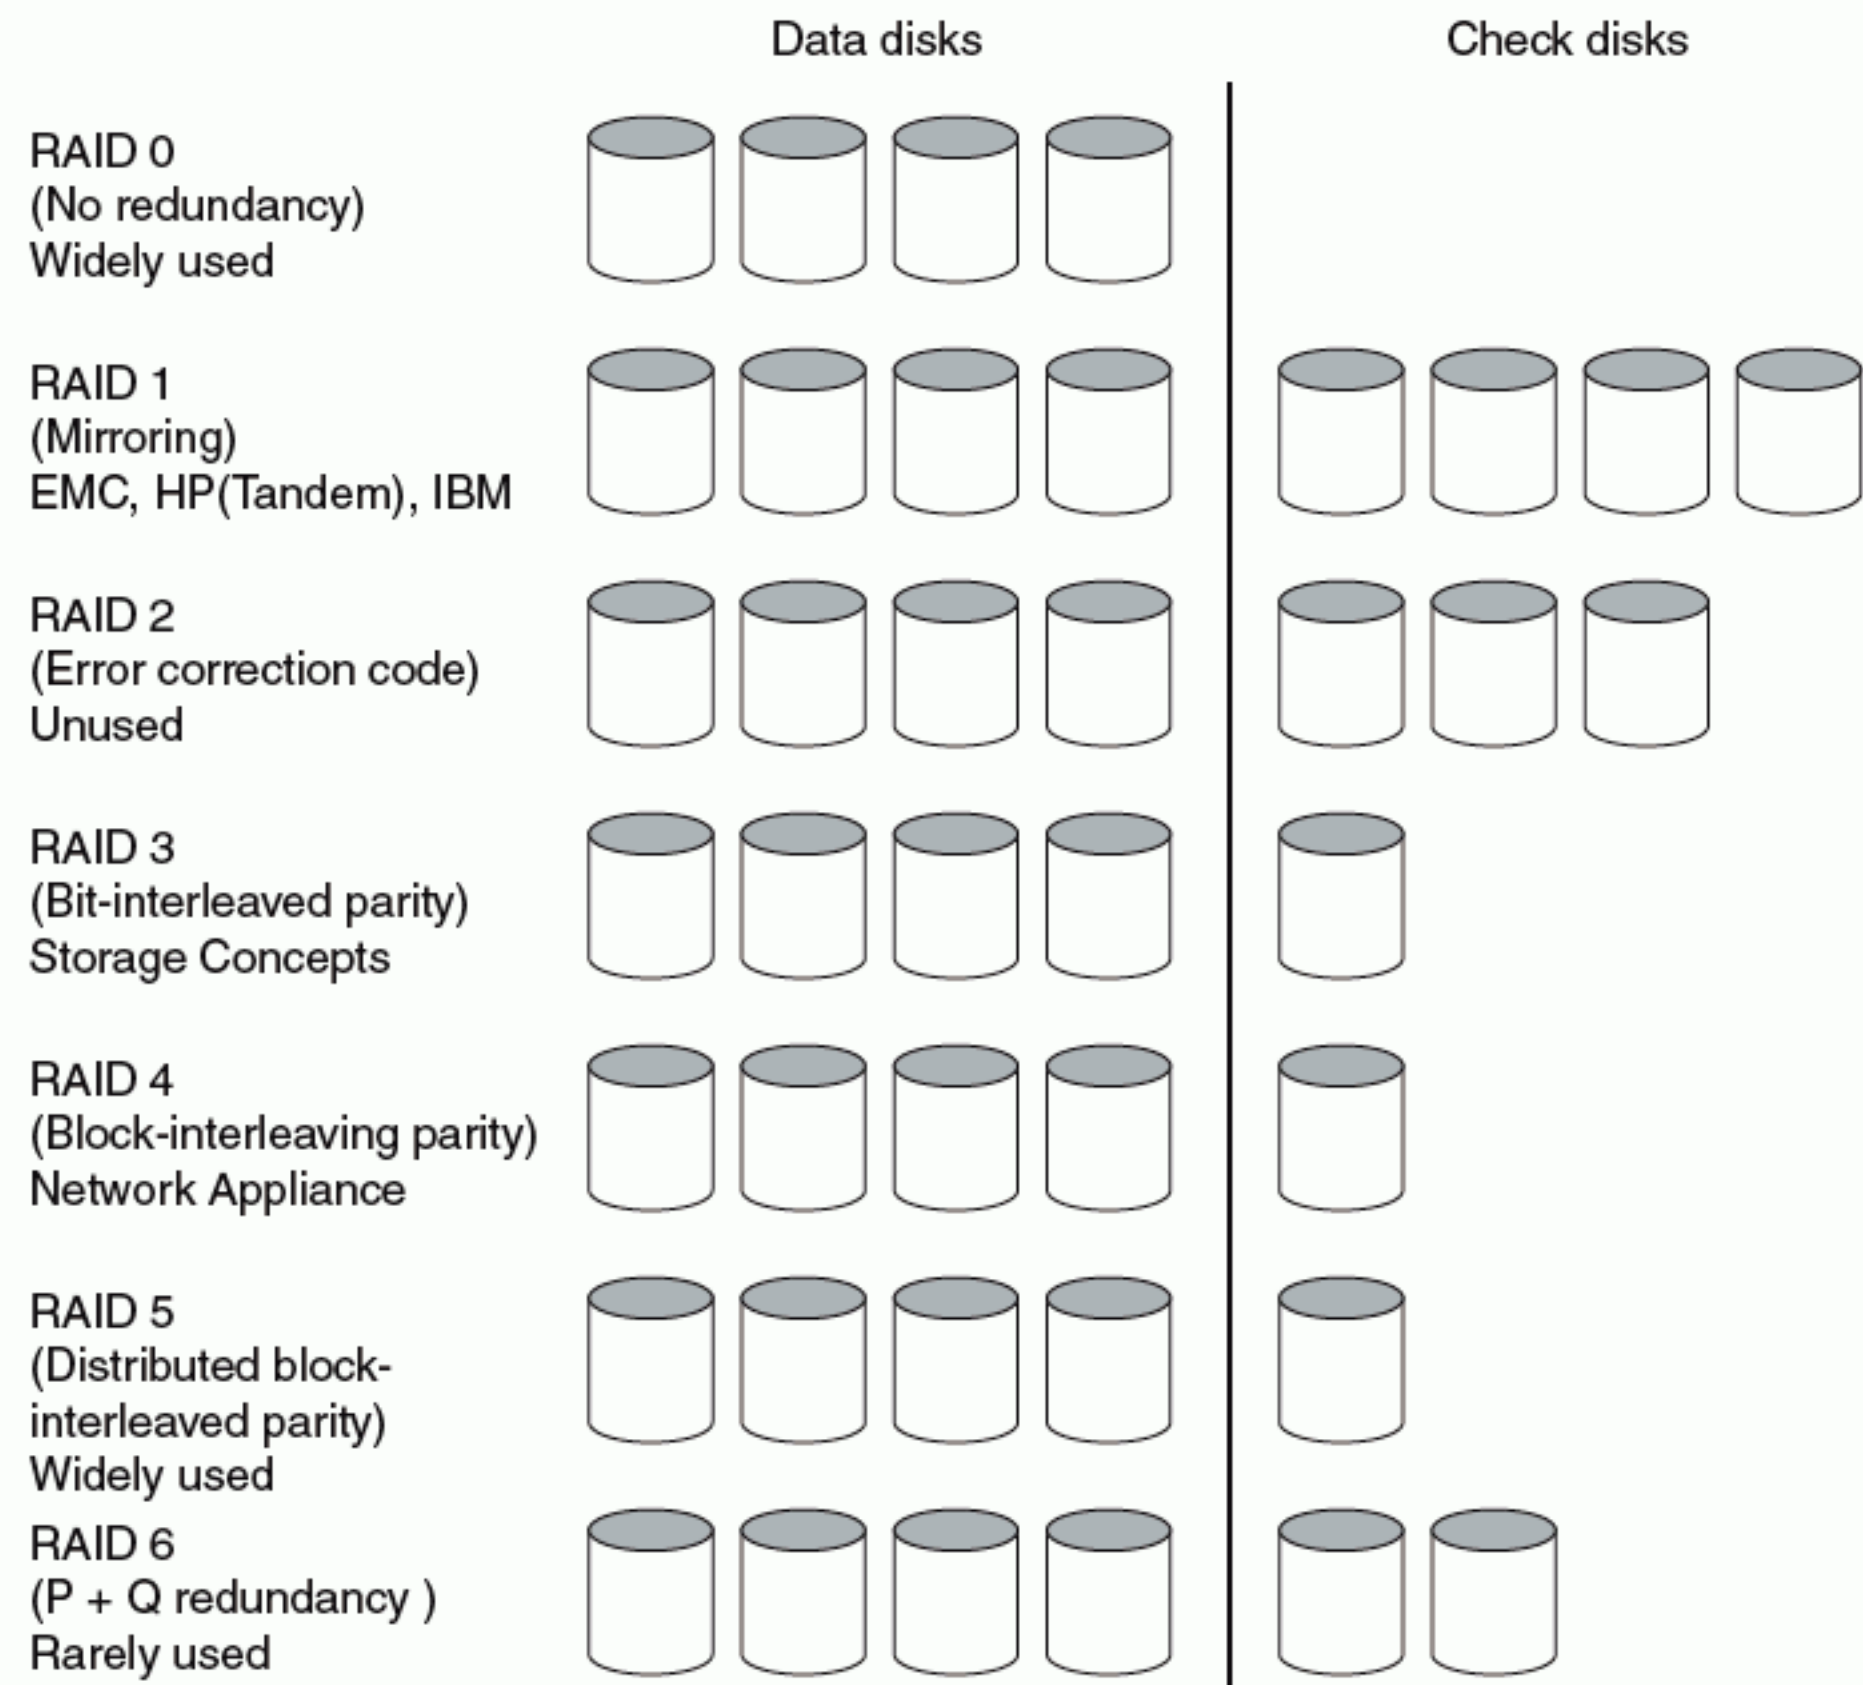 Data disks
Check disks
RAID 0
(No redundancy)
Widely used
RAID 1
(Mirroring)
EMC, HP(Tandem), IBM
RAID 2
(Error correction code)
Unused
RAID 3
(Bit-interleaved parity)
Storage Concepts
RAID 4
(Block-interleaving parity)
Network Appliance
RAID 5
(Distributed block-
interleaved parity)
Widely used
RAID 6
(P + Q redundancy )
Rarely used